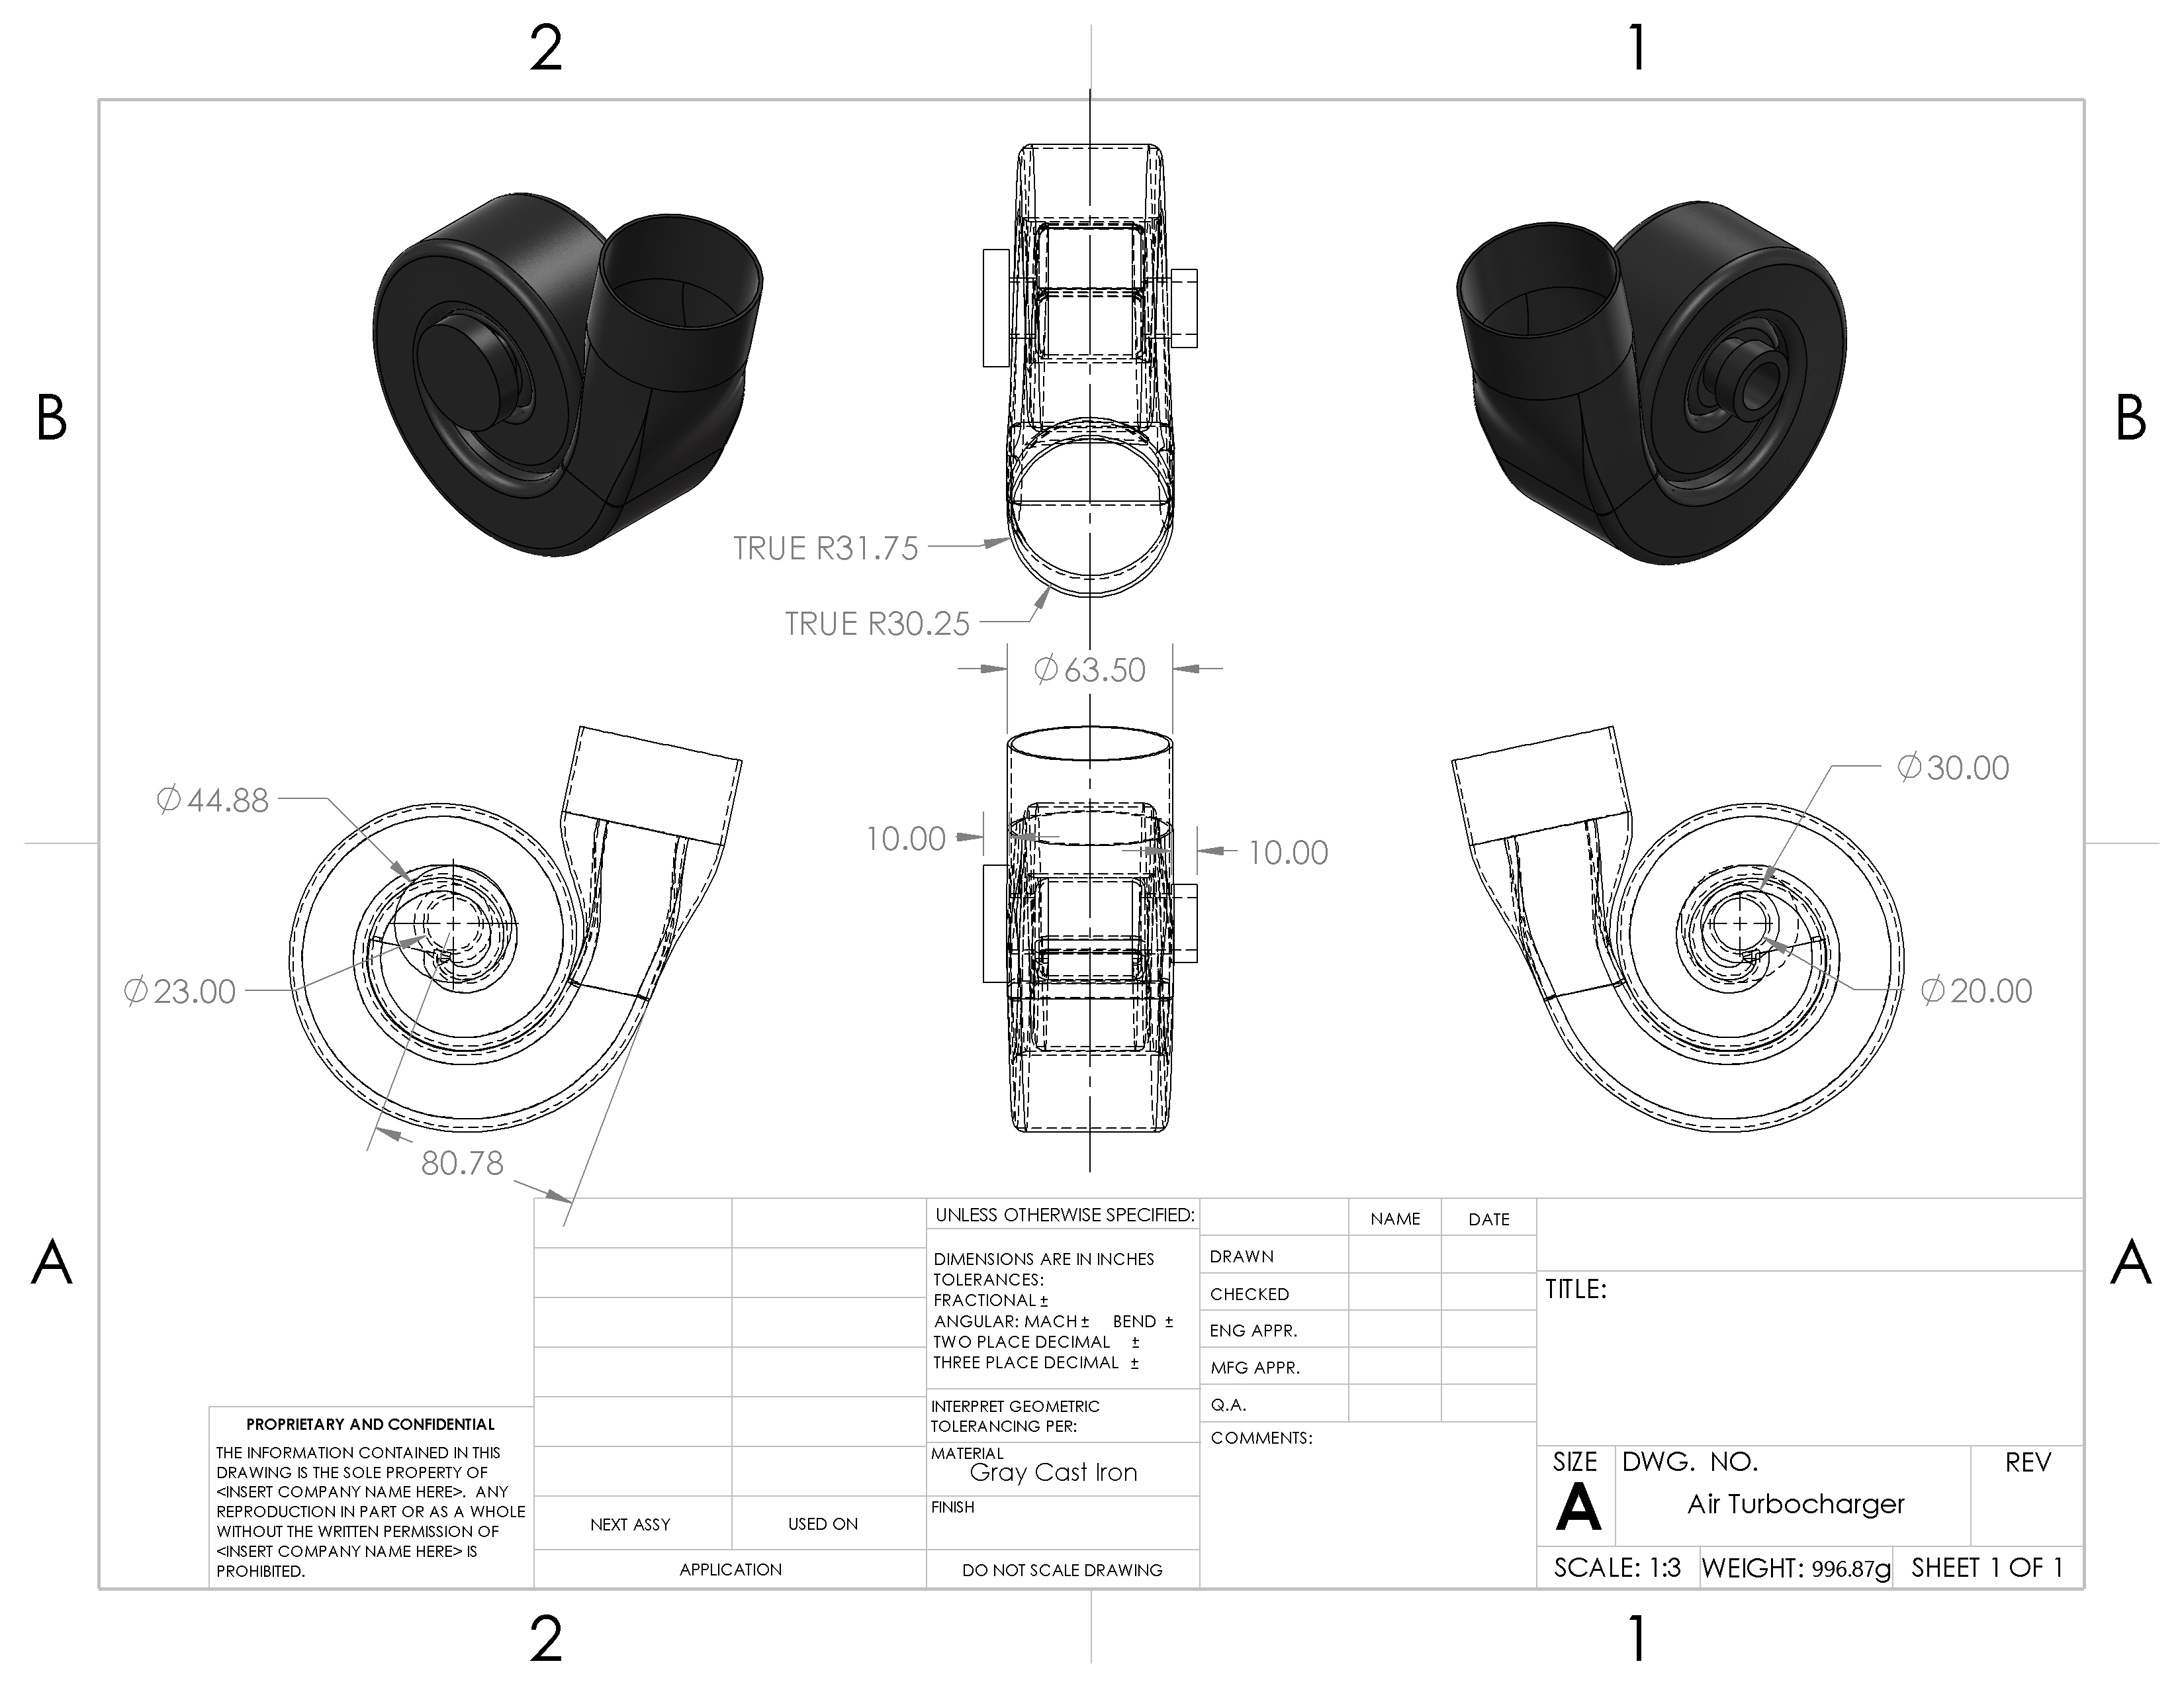 2
1
B
B
TRUE R31.75
TRUE R30.25
∅63.50
∅44.88
∅30.00
10.00
10.00
∅23.00
∅20.00
80.78
A
A
UNLESS OTHERWISE SPECIFIED:
DIMENSIONS ARE IN INCHES
TOLERANCES:
FRACTIONAL ±
ANGULAR: MACH ± BEND ±
TWO PLACE DECIMAL ±
THREE PLACE DECIMAL ±
INTERPRET GEOMETRIC
TOLERANCING PER:
MATERIAL
Gray Cast Iron
FINISH
DO NOT SCALE DRAWING
NAME
DATE
DRAWN
CHECKED
ENG APPR.
MFG APPR.
Q.A.
COMMENTS:
TITLE:
SIZE
A
DWG. NO.
Air Turbocharger
REV
SCALE: 1:3
WEIGHT: 996.87g
SHEET 1 OF 1
PROPRIETARY AND CONFIDENTIAL
THE INFORMATION CONTAINED IN THIS
DRAWING IS THE SOLE PROPERTY OF
<INSERT COMPANY NAME HERE>. ANY
REPRODUCTION IN PART OR AS A WHOLE
WITHOUT THE WRITTEN PERMISSION OF
<INSERT COMPANY NAME HERE> IS
PROHIBITED.
NEXT ASSY
USED ON
APPLICATION
2
1